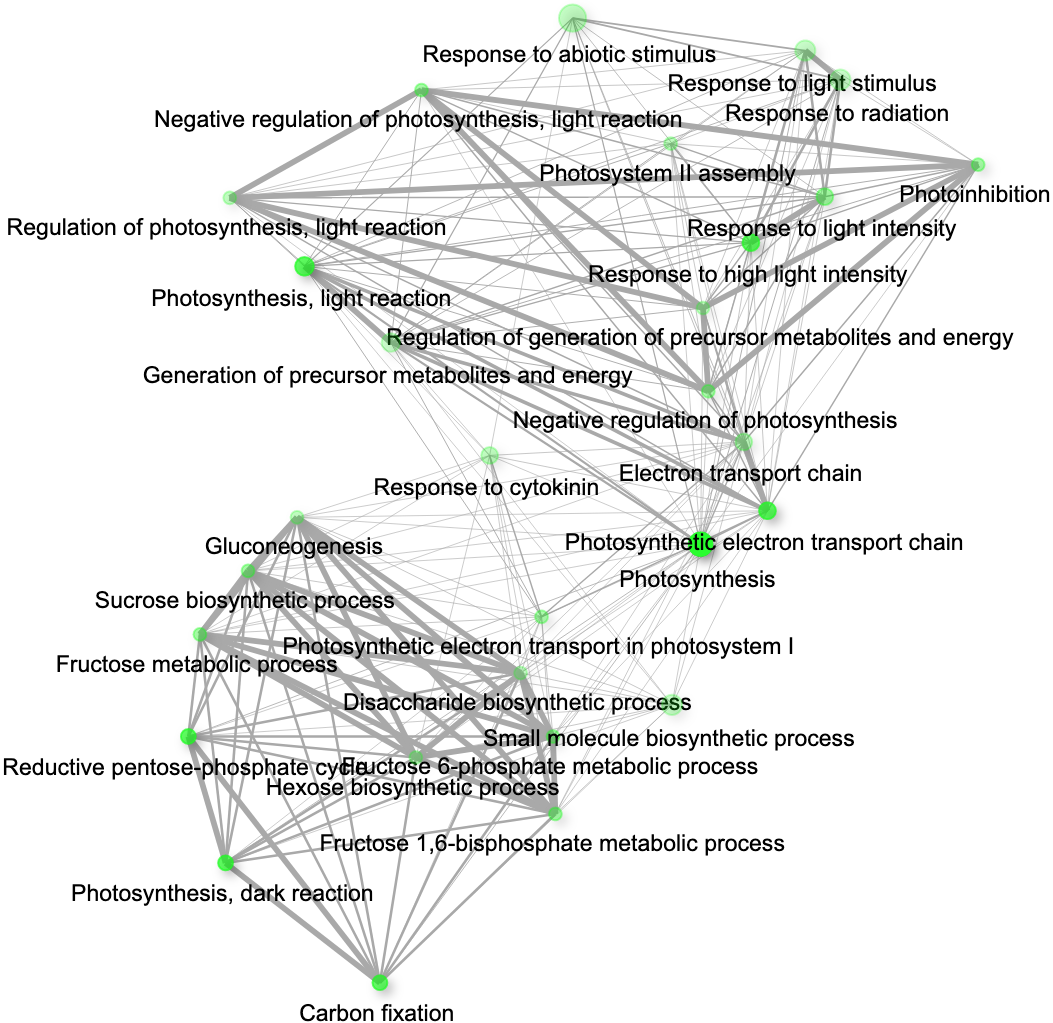 Response to abiotic stimulus
Response to light stimulus
Response to radiation
Negative regulation of photosynthesis, light reaction
Photosystem II assembly
Photoinhibition
Regulation of photosynthesis, light reaction
Response to light intensity
Response to high light intensity
Photosynthesis, light reaction
Regulation of generation of precursor metabolites and energy
Generation of precursor metabolites and energy
Negative regulation of photosynthesis
Electron transport chain
Response to cytokinin
Photosynthetic electron transport chain
Gluconeogenesis
Photosynthesis
Sucrose biosynthetic process
Photosynthetic electron transport in photosystem I
Fructose metabolic process
Disaccharide biosynthetic process
Small molecule biosynthetic process
Reductive pentose-phosphate cycle
Fructose 6-phosphate metabolic process
Hexose biosynthetic process
Fructose 1,6-bisphosphate metabolic process
Photosynthesis, dark reaction
Carbon fixation